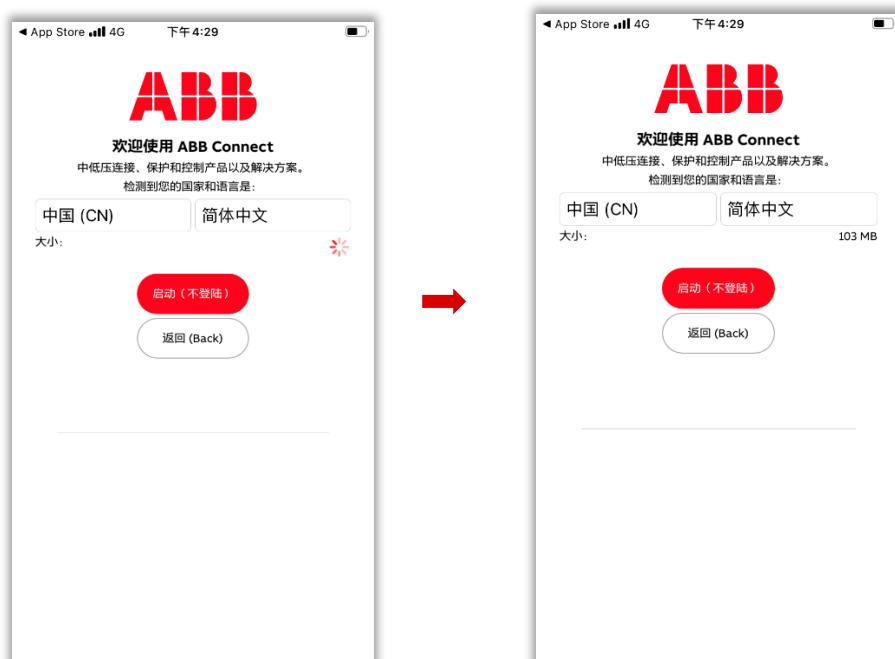 ◀ App Store 4G 下午4:29
ABB
欢迎使用 ABB Connect
中低压连接、保护和控制产品以及解决方案。
检测到您的国家和语言是:
中国 (CN) 简体中文
大小:
启动（不登陆）
返回 (Back)
◀ App Store 4G 下午4:29
ABB
欢迎使用 ABB Connect
中低压连接、保护和控制产品以及解决方案。
检测到您的国家和语言是:
中国 (CN) 简体中文
大小: 103 MB
启动（不登陆）
返回 (Back)